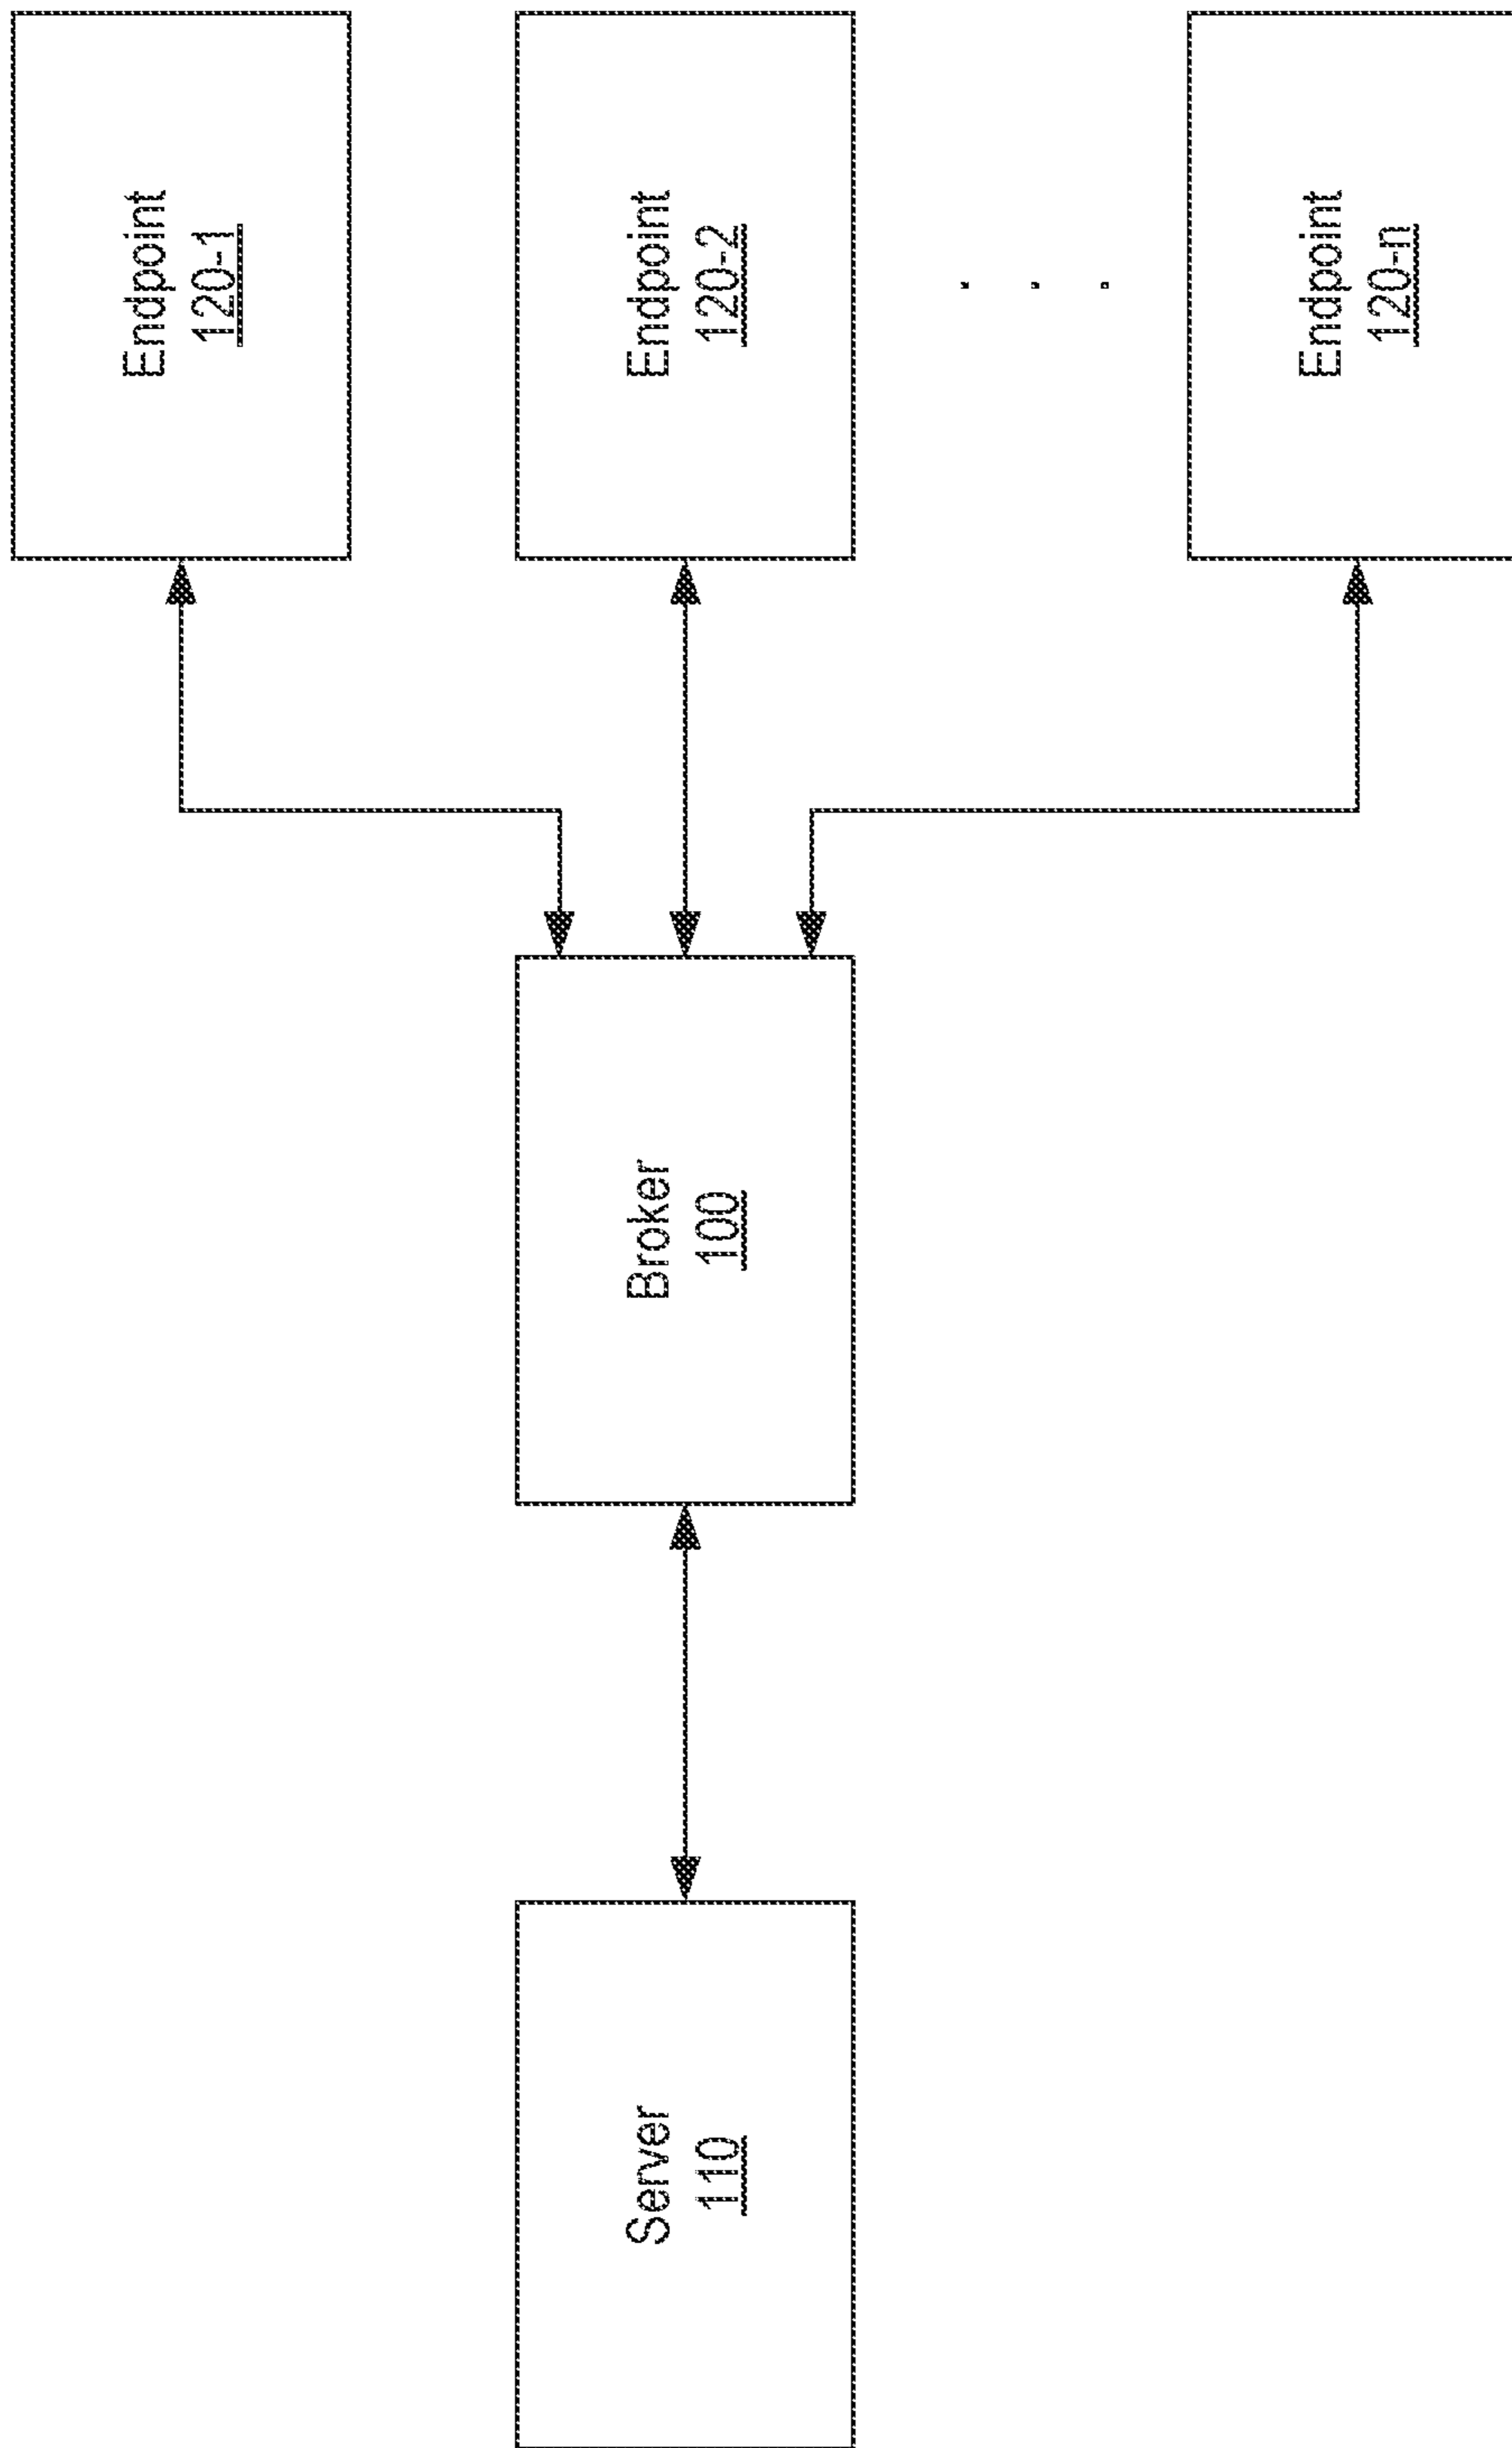 Endpoint
120-1
Endpoint
120-2
. . .
Endpoint
120-n
Broker
100
Server
110